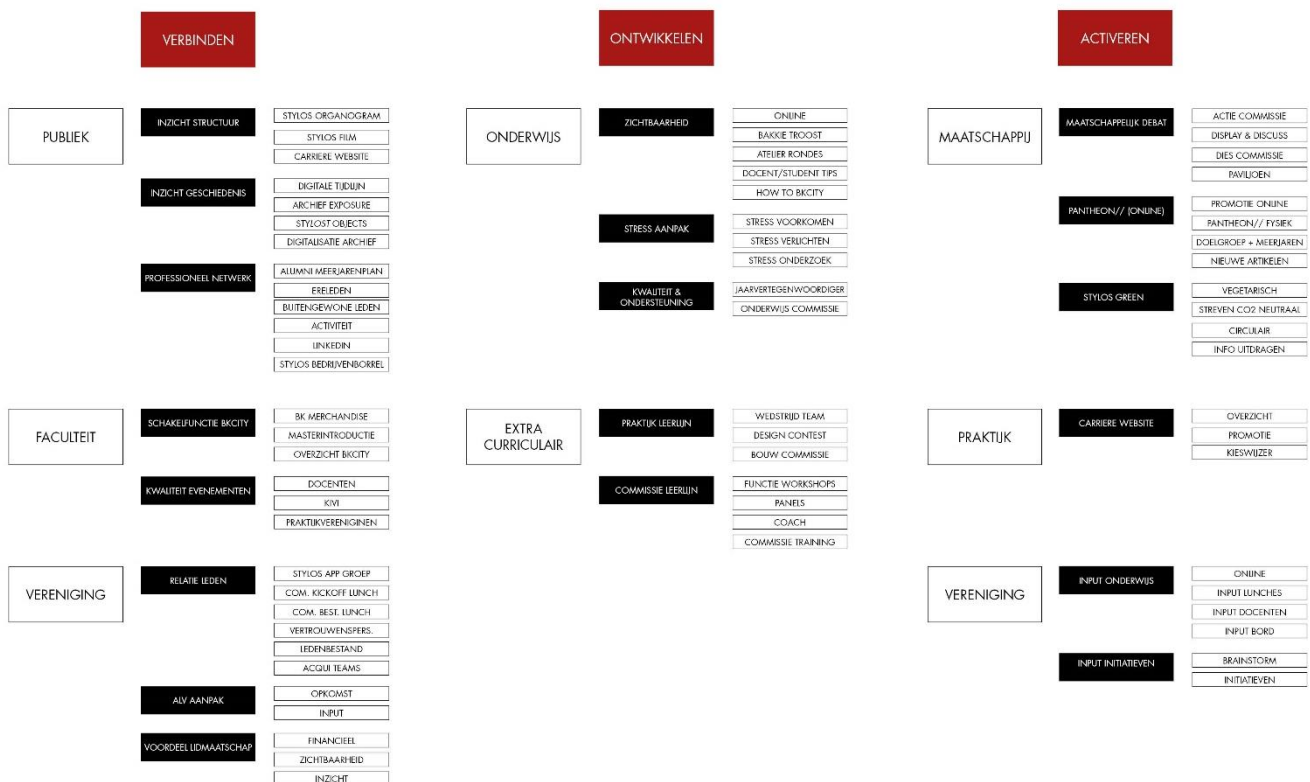 VERBINDEN
PUBLIEK
INZICHT STRUCTUUR
STYLOS ORGANOGRAM
STYLOS FILM
CARRIERE WEBSITE
INZICHT GESCHIEDENIS
DIGITALE TIJDLIJN
ARCHIEF EXPOSURE
STYLOST OBJECTS
DIGITALISATIE ARCHIEF
PROFESSIONEEL NETWERK
ALUMNI MEERJARENPLAN
ERELEDEN
BUITENGEWONE LEDEN
ACTIVITEIT
LINKEDIN
STYLOS BEDRIJVENBORREL
FACULTEIT
SCHAKELFUNCTIE BKCITY
BK MERCHANDISE
MASTERINTRODUCTIE
OVERZICHT BKCITY
KWALITEIT EVENEMENTEN
DOCENTEN
KIVI
PRAKTIJKVERENIGINEN
VERENIGING
RELATIE LEDEN
STYLOS APP GROEP
COM. KICKOFF LUNCH
COM. BEST. LUNCH
VERTROUWENSPERS.
LEDENBESTAND
ACQUI TEAMS
ALV AANPAK
OPKOMST
INPUT
VOORDEEL LIDMAATSCHAP
FINANCIEEL
ZICHTBAARHEID
INZICHT
ONTWIKKELEN
ONDERWIJS
ZICHTBAARHEID
ONLINE
BAKKIE TROOST
ATELIER RONDES
DOCENT/STUDENT TIPS
HOW TO BKCITY
STRESS AANPAK
STRESS VOORKOMEN
STRESS VERLICHTEN
STRESS ONDERZOEK
KWALITEIT &
ONDERSTEUNING
JAARVERTEGENWOORDIGER
ONDERWIJS COMMISSIE
EXTRA
CURRICULAIR
PRAKTIJK LEERLIJN
WEDSTRIJD TEAM
DESIGN CONTEST
BOUW COMMISSIE
COMMISSIE LEERLIJN
FUNCTIE WORKSHOPS
PANELS
COACH
COMMISSIE TRAINING
ACTIVEREN
MAATSCHAPPIJ
MAATSCHAPPELIJK DEBAT
ACTIE COMMISSIE
DISPLAY & DISCUSS
DIES COMMISSIE
PAVILJOEN
PANTHEON// (ONLINE)
PROMOTIE ONLINE
PANTHEON// FYSIEK
DOELGROEP + MEERJAREN
NIEUWE ARTIKELEN
STYLOS GREEN
VEGETARISCH
STREVEN CO2 NEUTRAAL
CIRCULAIR
INFO UITDRAGEN
PRAKTIJK
CARRIERE WEBSITE
OVERZICHT
PROMOTIE
KIESWIJZER
VERENIGING
INPUT ONDERWIJS
ONLINE
INPUT LUNCHES
INPUT DOCENTEN
INPUT BORD
INPUT INITIATIEVEN
BRAINSTORM
INITIATIEVEN